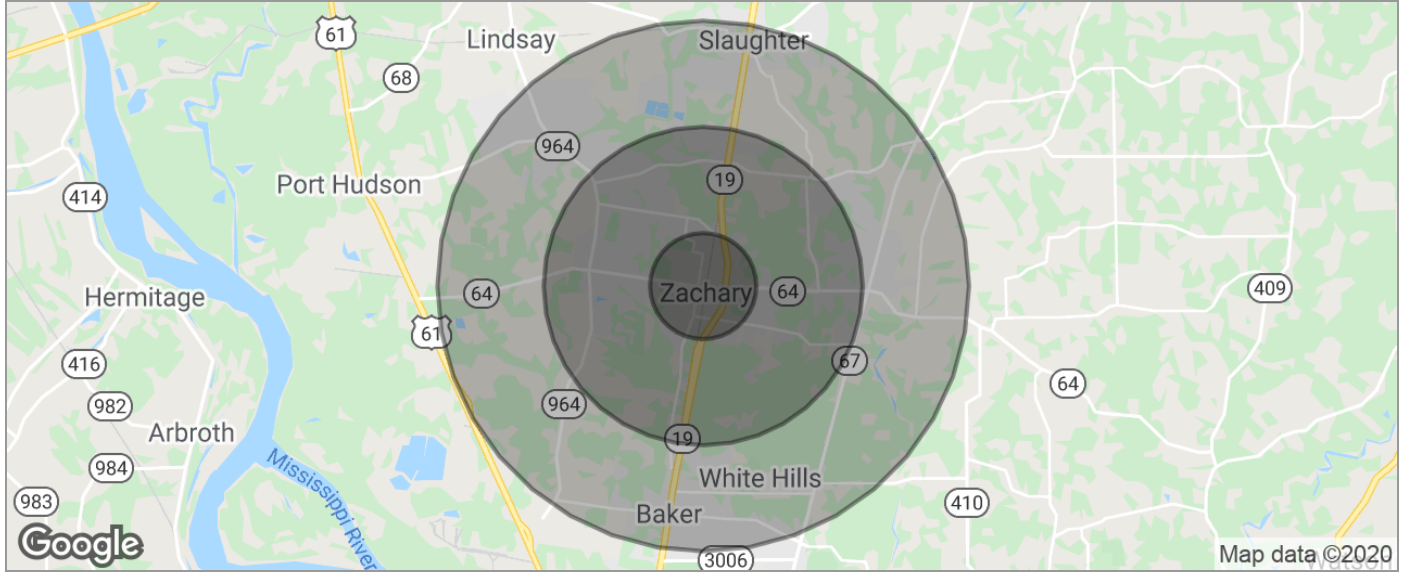 61
Lindsay
Slaughter
68
964
19
Port Hudson
414
64
Zachary
64
Hermitage
409
61
416
67
64
982
964
Arbroth
19
984
Mississippi River
White Hills
983
410
Baker
Google
3006
Map data ©2020
Watson